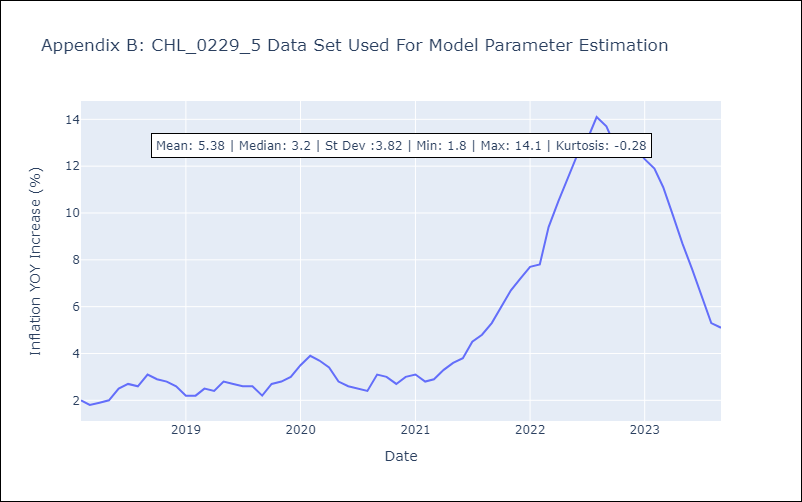 Appendix B: CHL_0229_5 Data Set Used For Model Parameter Estimation
14
Mean: 5.38 | Median: 3.2 | St Dev :3.82 | Min: 1.8 | Max: 14.1 | Kurtosis: -0.28
12
10
8
6
4
2
Inflation YOY Increase (%)
2019 2020 2021 2022 2023
Date